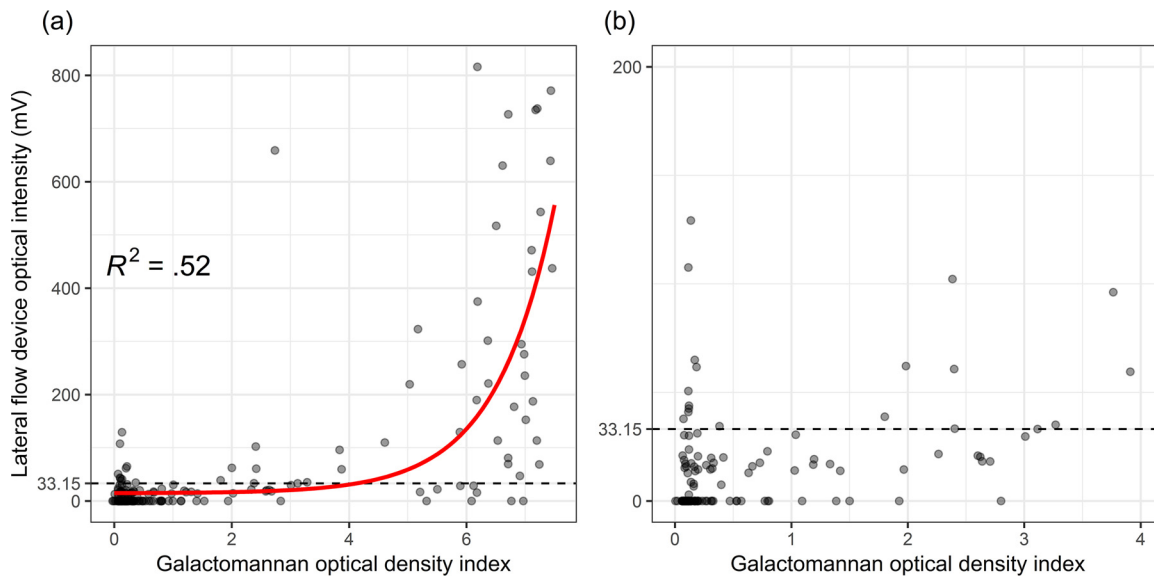 (a)
(b)
Lateral flow device optical intensity (mV)
800
600
400
200
33.15
0
R² = .52
0 2 4 6
Galactomannan optical density index
200
33.15
0
0 1 2 3 4
Galactomannan optical density index